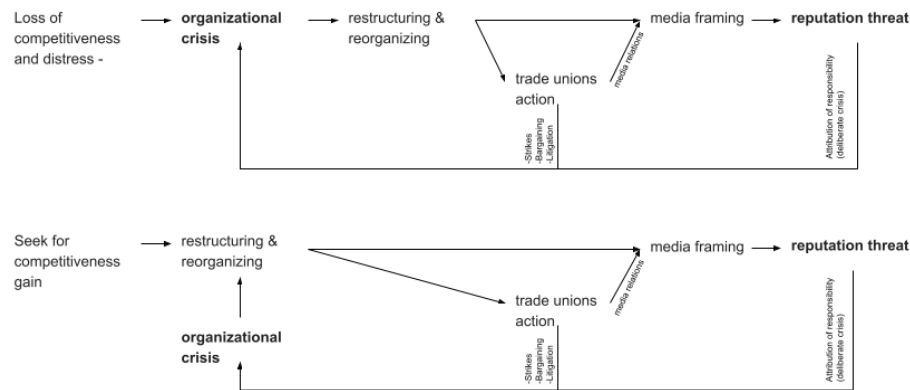 Loss of
competitiveness
and distress -
organizational
crisis
restructuring &
reorganizing
media framing
reputation threat
trade unions
action
media relations
-Strikes
-Bargaining
-Litigation
Attribution of responsibility
(deliberate crisis)
Seek for
competitiveness
gain
restructuring &
reorganizing
media framing
reputation threat
trade unions
action
media relations
organizational
crisis
-Strikes
-Bargaining
-Litigation
Attribution of responsibility
(deliberate crisis)